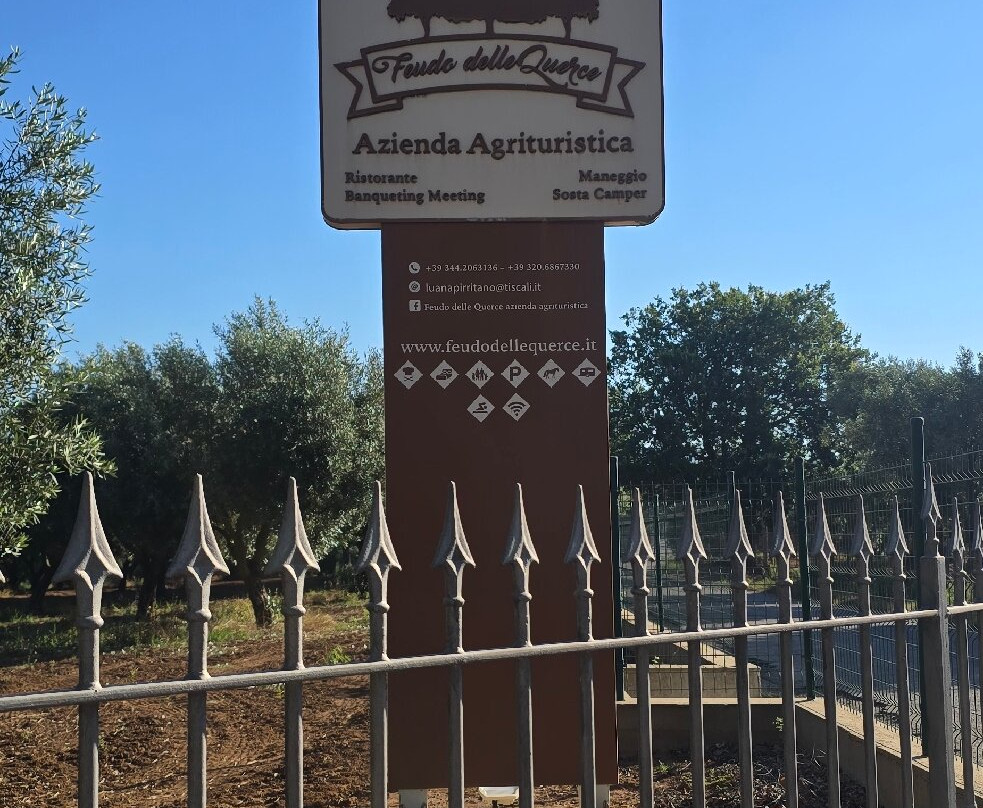 Feudo delle Querce
Azienda Agrituristica
Ristorante
Banqueting Meeting
Maneggio
Sosta Camper
+39 344.2063136 - +39 320.6867330
luanapirritano@tiscali.it
Feudo delle Querce azienda agrituristica
www.feudodellequerce.it
P